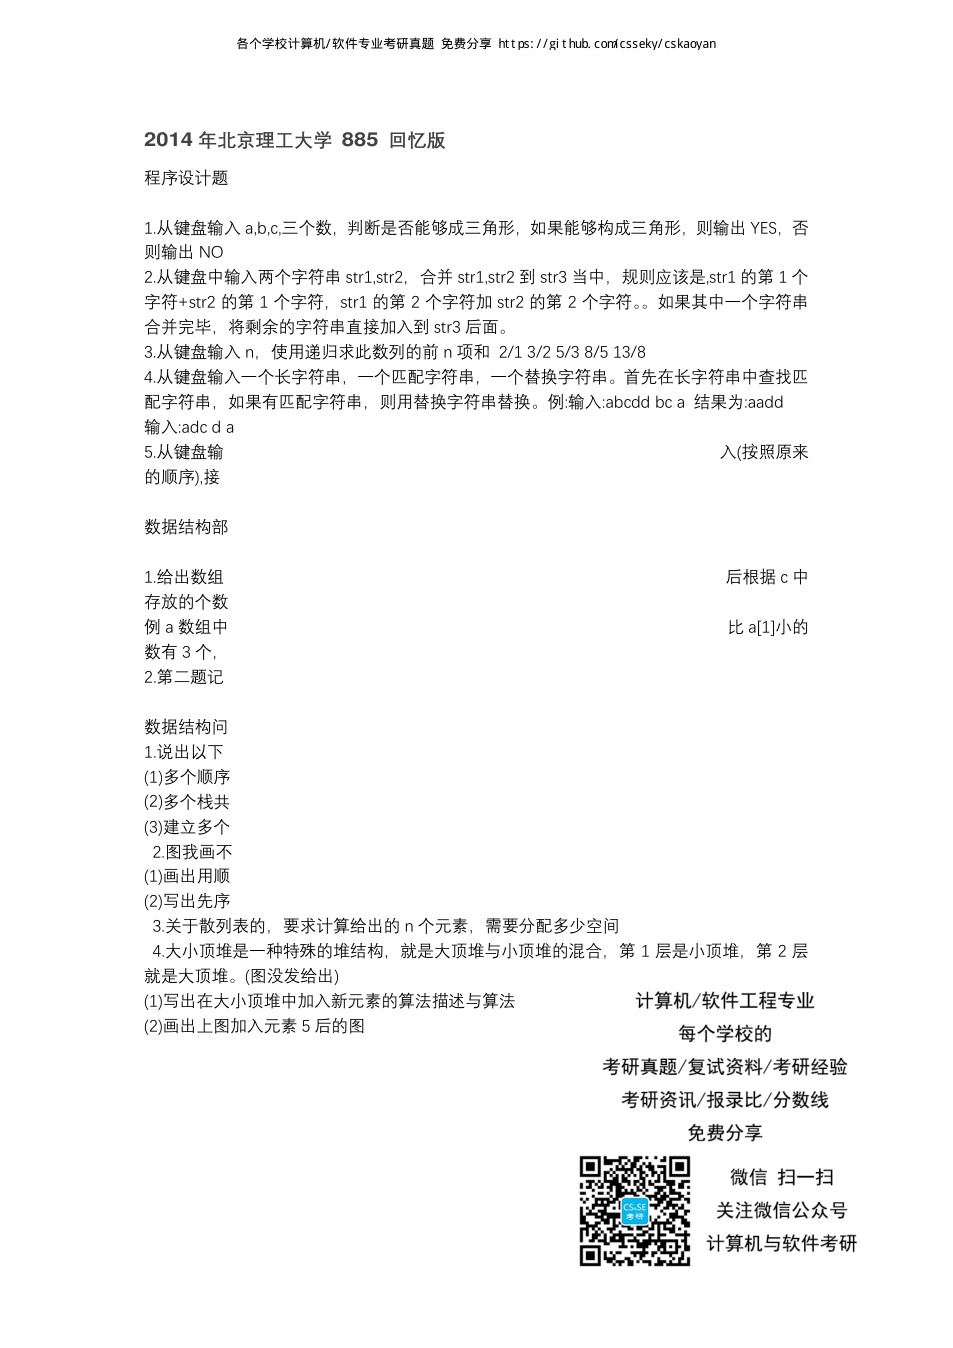 各个学校计算机/软件专业考研真题 免费分享 https://github.com/csseky/cskaoyan
2014 年北京理工大学 885 回忆版
程序设计题
1.从键盘输入 a,b,c,三个数，判断是否能够成三角形，如果能够构成三角形，则输出 YES，否
则输出 NO
2.从键盘中输入两个字符串 str1,str2，合并 str1,str2 到 str3 当中，规则应该是,str1 的第 1 个
字符+str2 的第 1 个字符，str1 的第 2 个字符加 str2 的第 2 个字符。。如果其中一个字符串
合并完毕，将剩余的字符串直接加入到 str3 后面。
3.从键盘输入 n，使用递归求此数列的前 n 项和 2/1 3/2 5/3 8/5 13/8
4.从键盘输入一个长字符串，一个匹配字符串，一个替换字符串。首先在长字符串中查找匹
配字符串，如果有匹配字符串，则用替换字符串替换。例:输入:abcdd bc a 结果为:aadd
输入:adc d a
5.从键盘输 入(按照原来
的顺序),接
数据结构部
1.给出数组 后根据 c 中
存放的个数
例 a 数组中 比 a[1]小的
数有 3 个，
2.第二题记
数据结构问
1.说出以下
(1)多个顺序
(2)多个栈共
(3)建立多个
2.图我画不
(1)画出用顺
(2)写出先序
3.关于散列表的，要求计算给出的 n 个元素，需要分配多少空间
4.大小顶堆是一种特殊的堆结构，就是大顶堆与小顶堆的混合，第 1 层是小顶堆，第 2 层
就是大顶堆。(图没发给出)
(1)写出在大小顶堆中加入新元素的算法描述与算法
(2)画出上图加入元素 5 后的图
计算机/软件工程专业
每个学校的
考研真题/复试资料/考研经验
考研资讯/报录比/分数线
免费分享
CS.SE
考研
微信 扫一扫
关注微信公众号
计算机与软件考研